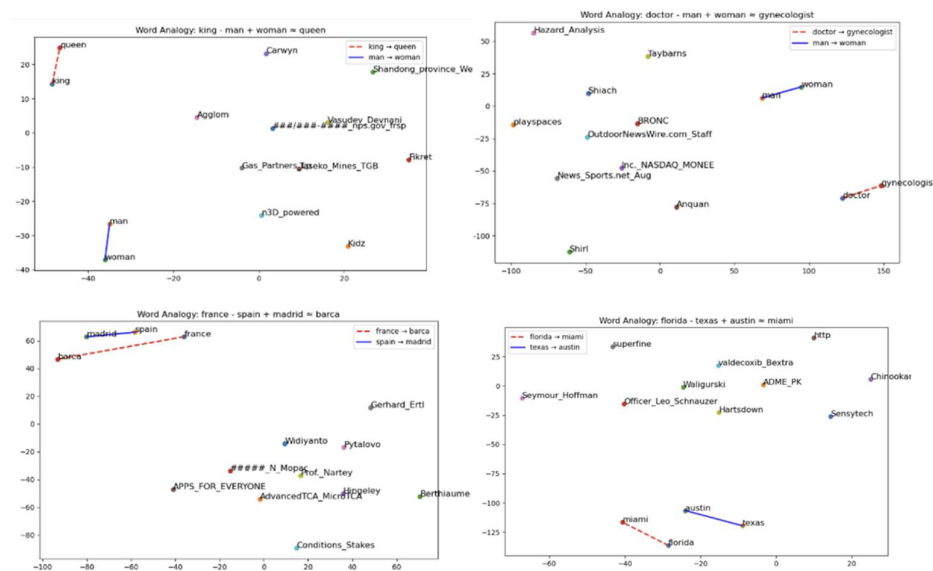 Word Analogy: king - man + woman ≈ queen
king → queen
man → woman
queen
king
Carwyn
Shandong_province_We
Agglom
Vasudev_Devnani
Fikret
n3D_powered
Kidz
man
woman
20
10
0
−10
−20
−30
−40
−40
−20
0
20
Word Analogy: doctor - man + woman ≈ gynecologist
doctor → gynecologist
man → woman
Hazard_Analysis
Taybarns
woman
man
Shiach
playspaces
BRONC
OutdoorNewsWire.com_Staff
Inc._NASDAQ_MONEE
News_Sports.net_Aug
gynecologis
doctor
Anquan
Shirl
50
25
0
−25
−50
−75
−100
−100
−50
0
50
100
150
Word Analogy: france - spain + madrid ≈ barca
france → barca
spain → madrid
madrid
spain
france
barca
Gerhard_Ertl
Widiyanto
Pytalovo
#####_N_Mopac
Prof._Nartey
APPS_FOR_EVERYONE
AdvancedTCA_MicroTCA
Hingeley
Berthiaume
Conditions_Stakes
60
40
20
0
−20
−40
−60
−80
−100
−80
−60
−40
−20
0
20
40
60
Word Analogy: florida - texas + austin ≈ miami
florida → miami
texas → austin
http
superfine
valdecoxib_Bextra
Chinookar
Waligurski
ADME_PK
Seymour_Hoffman
Officer_Leo_Schnauzer
Hartsdown
Sensytech
austin
miami
texas
florida
25
0
−25
−50
−75
−100
−125
−60
−40
−20
0
20